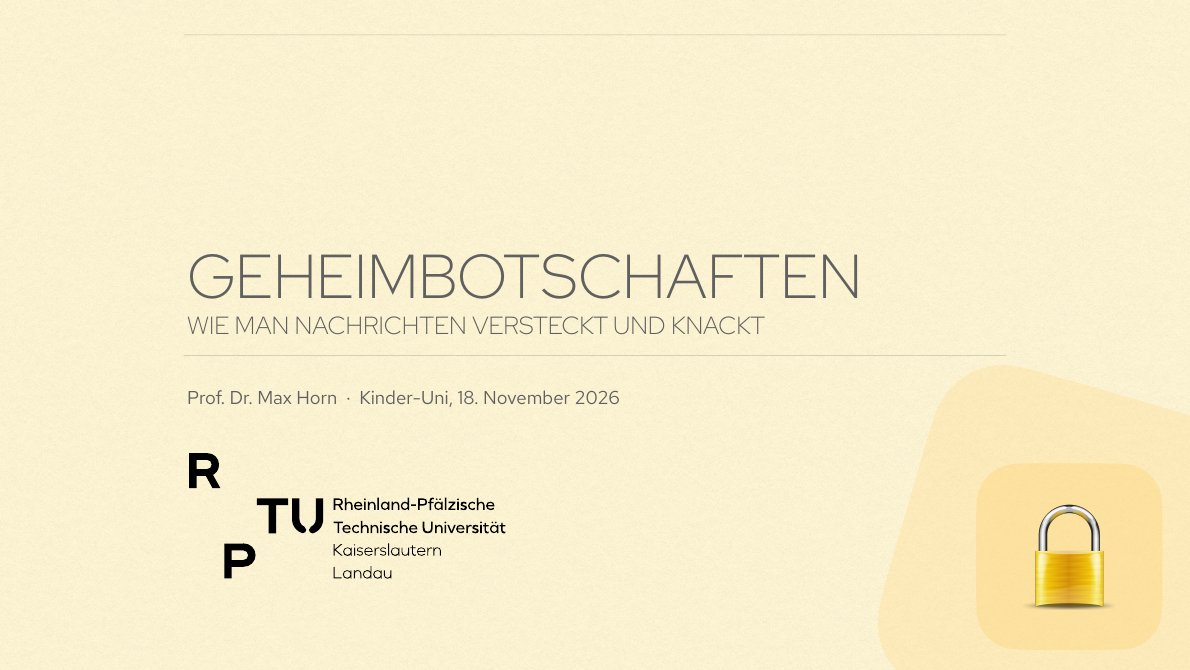 GEHEIMBOTSCHAFTEN
WIE MAN NACHRICHTEN VERSTECKT UND KNACKT
Prof. Dr. Max Horn · Kinder-Uni, 18. November 2026
R
TU
P
Rheinland-Pfälzische
Technische Universität
Kaiserslautern
Landau